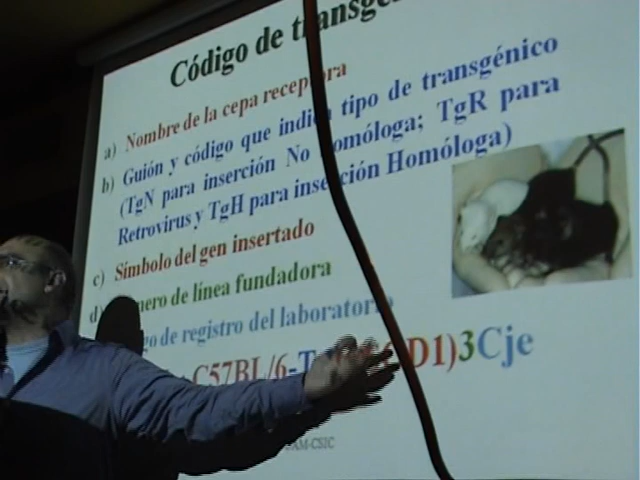 Código de
a) Nombre de la cepa receptora
b) Guión y código que indica tipo de transgénico
(TgN para inserción No homóloga; TgR para
Retrovirus y TgH para inserción Homóloga)
c) Símbolo del gen insertado
d) de línea fundadora
de registro del laboratorio
C57BL/6-T D1)3Cje
AM-CSIC